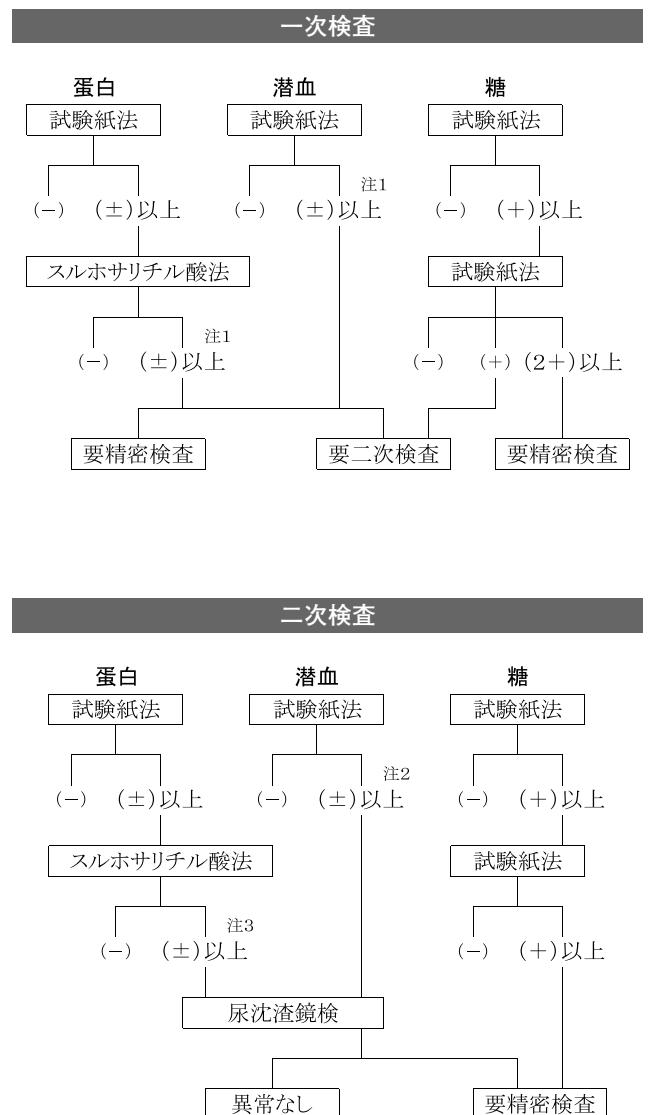 一次検査
蛋白 潜血 糖
試験紙法 試験紙法 試験紙法
注1
(－) (±)以上 (－) (±)以上 (－) (＋)以上
スルホサリチル酸法 試験紙法
注1
(－) (±)以上 (－) (＋) (2＋)以上
要精密検査 要二次検査 要精密検査
二次検査
蛋白 潜血 糖
試験紙法 試験紙法 試験紙法
注2
(－) (±)以上 (－) (±)以上 (－) (＋)以上
スルホサリチル酸法 試験紙法
注3
(－) (±)以上 (－) (＋)以上
尿沈渣鏡検
異常なし 要精密検査